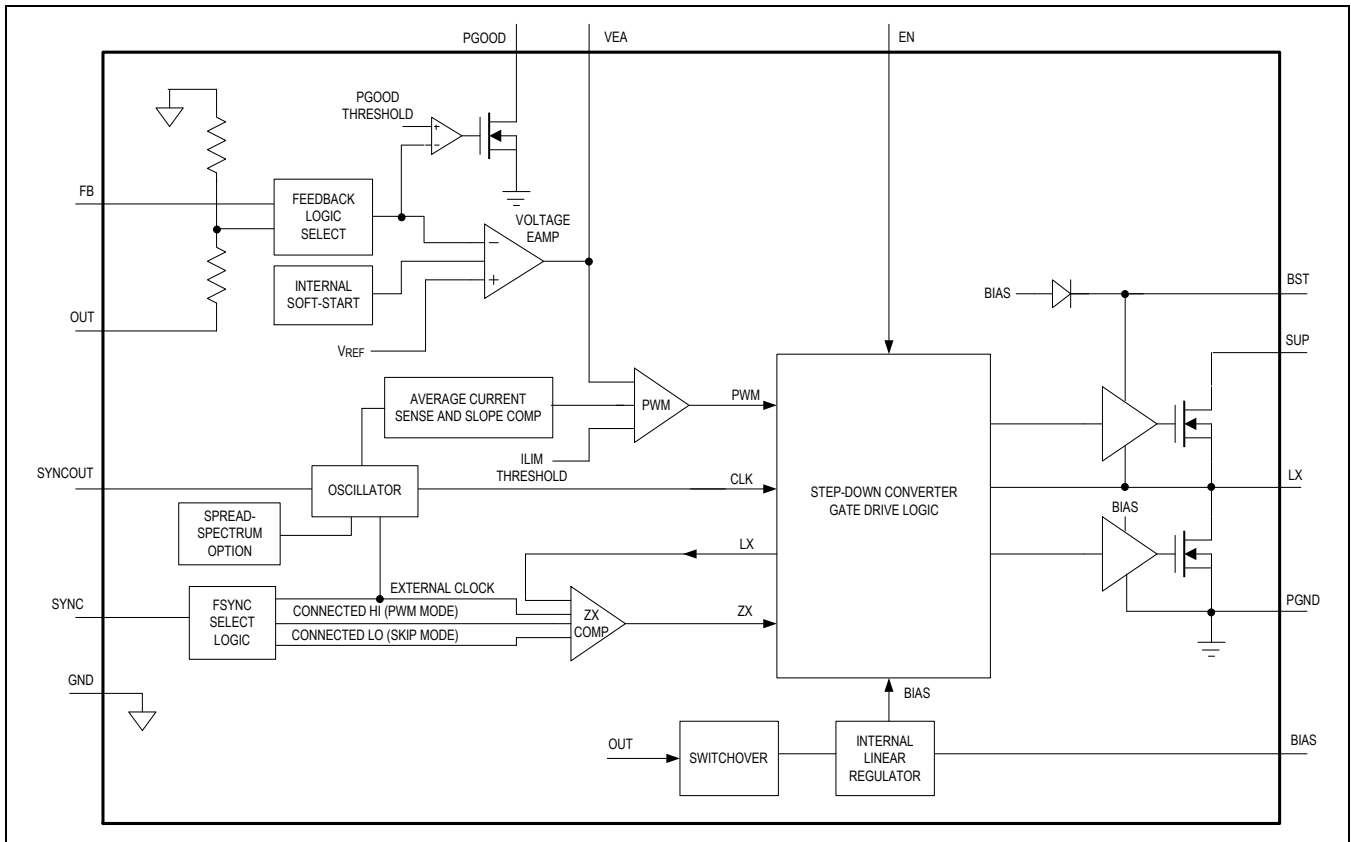 PGOOD
VEA
EN
PGOOD
THRESHOLD
+
-
FB
FEEDBACK
LOGIC
SELECT
VOLTAGE
EAMP
−
+
INTERNAL
SOFT-START
OUT
VREF
BIAS
BST
SUP
AVERAGE CURRENT
SENSE AND SLOPE COMP
PWM
PWM
ILIM
THRESHOLD
SYNCOUT
OSCILLATOR
CLK
STEP-DOWN CONVERTER
GATE DRIVE LOGIC
LX
SPREAD-
SPECTRUM
OPTION
BIAS
LX
SYNC
FSYNC
SELECT
LOGIC
EXTERNAL CLOCK
CONNECTED HI (PWM MODE)
CONNECTED LO (SKIP MODE)
ZX
COMP
ZX
PGND
GND
BIAS
OUT
SWITCHOVER
INTERNAL
LINEAR
REGULATOR
BIAS